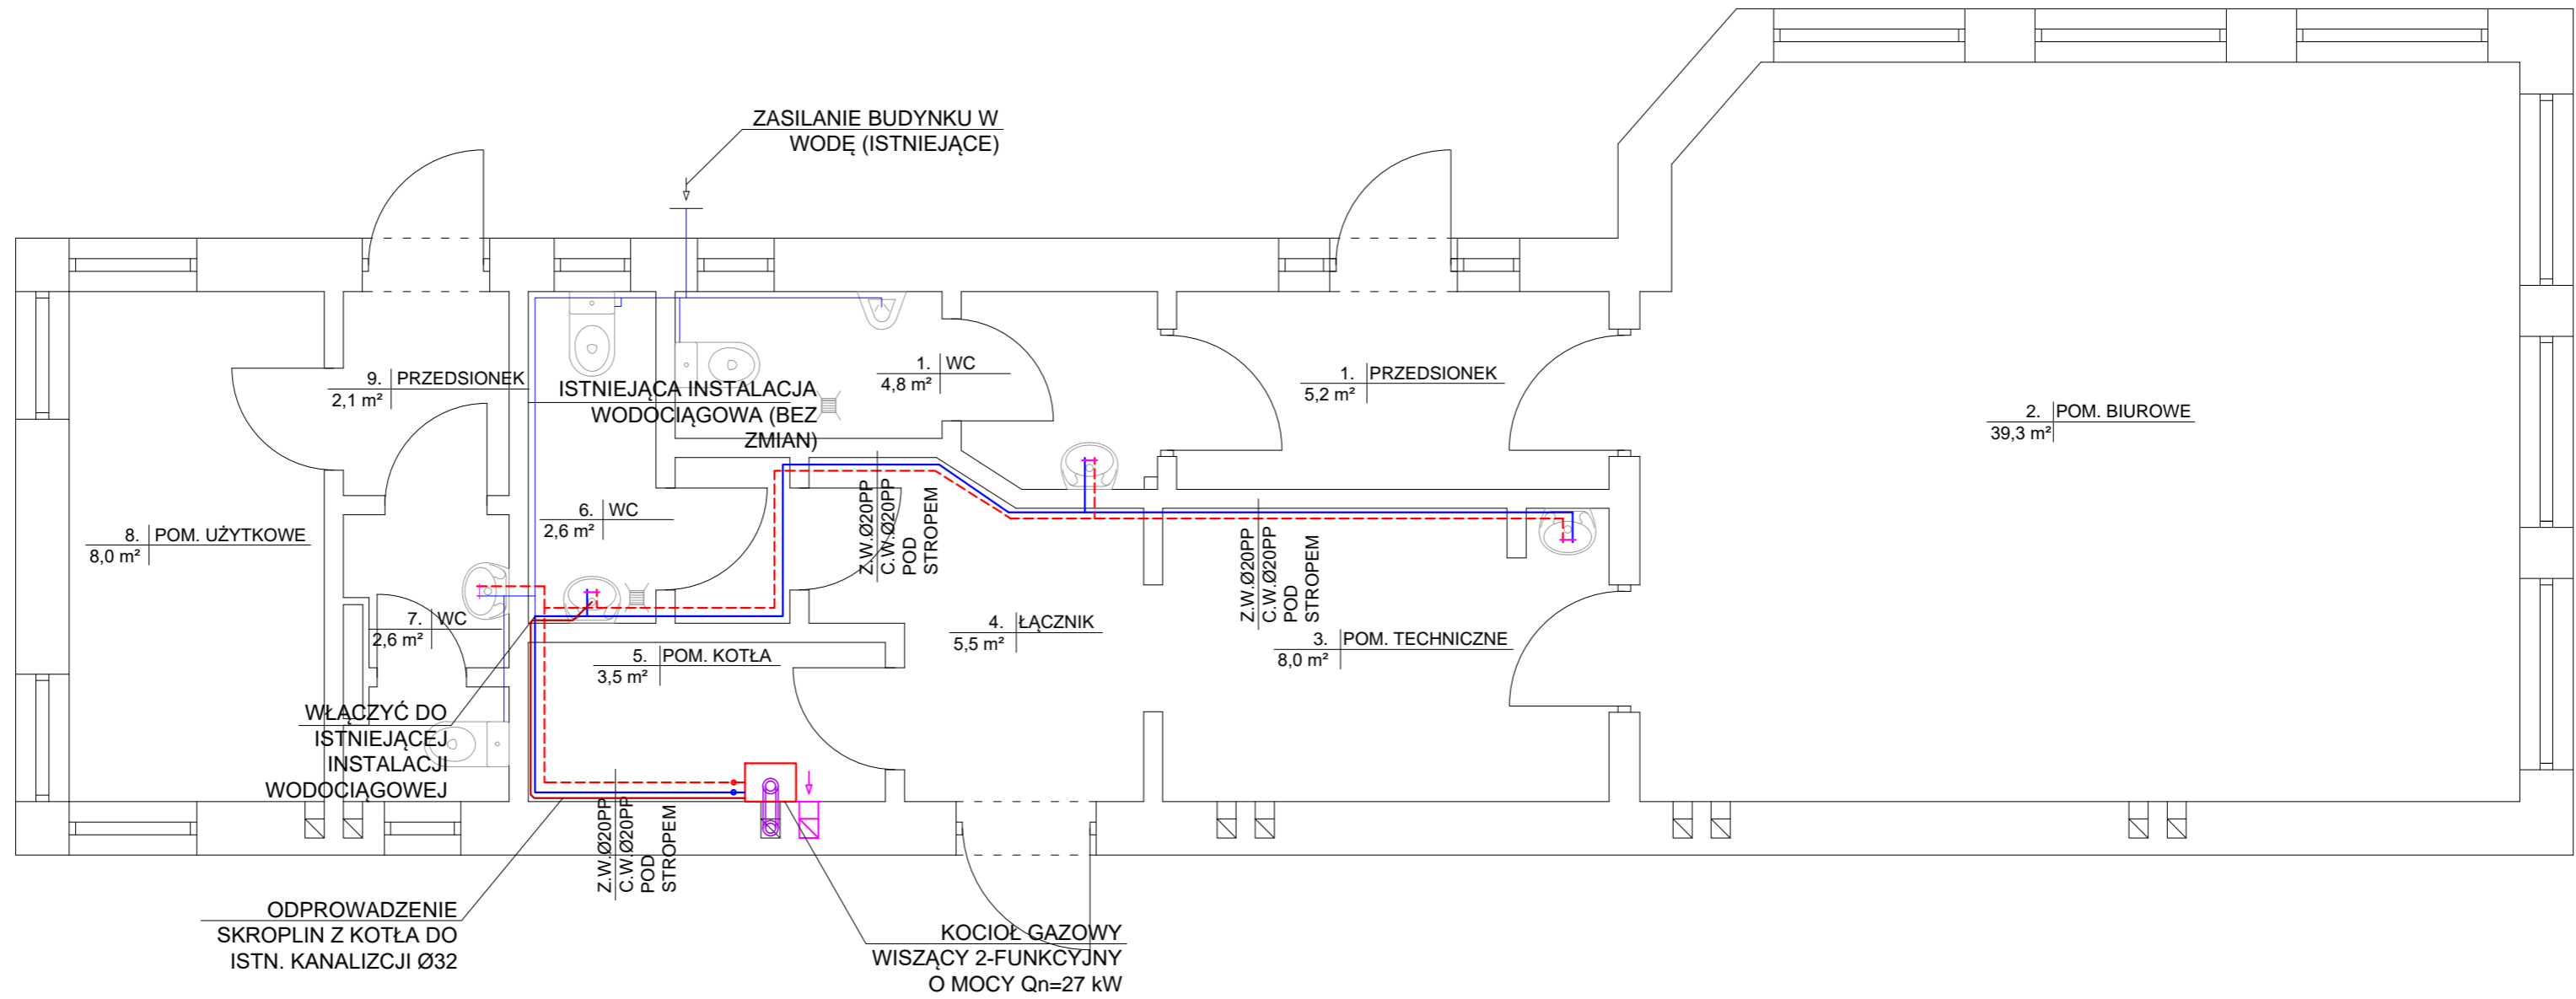 ZASILANIE BUDYNKU W
WODĘ (ISTNIEJĄCE)
9. PRZEDSIONEK
2,1 m²
ISTNIEJĄCA INSTALACJA
WODOCIĄGOWA (BEZ
ZMIAN)
1. WC
4,8 m²
1. PRZEDSIONEK
5,2 m²
2. POM. BIUROWE
39,3 m²
8. POM. UŻYTKOWE
8,0 m²
6. WC
2,6 m²
Z.W.Ø20PP
C.W.Ø20PP
POD
STROPEM
Z.W.Ø20PP
C.W.Ø20PP
POD
STROPEM
7. WC
2,6 m²
4. ŁĄCZNIK
5,5 m²
3. POM. TECHNICZNE
8,0 m²
5. POM. KOTŁA
3,5 m²
WŁĄCZYĆ DO
ISTNIEJĄCEJ
INSTALACJI
WODOCIĄGOWEJ
Z.W.Ø20PP
C.W.Ø20PP
POD
STROPEM
ODPROWADZENIE
SKROPLIN Z KOTŁA DO
ISTN. KANALIZCJI Ø32
KOCIOŁ GAZOWY
WISZĄCY 2-FUNKCYJNY
O MOCY Qn=27 kW